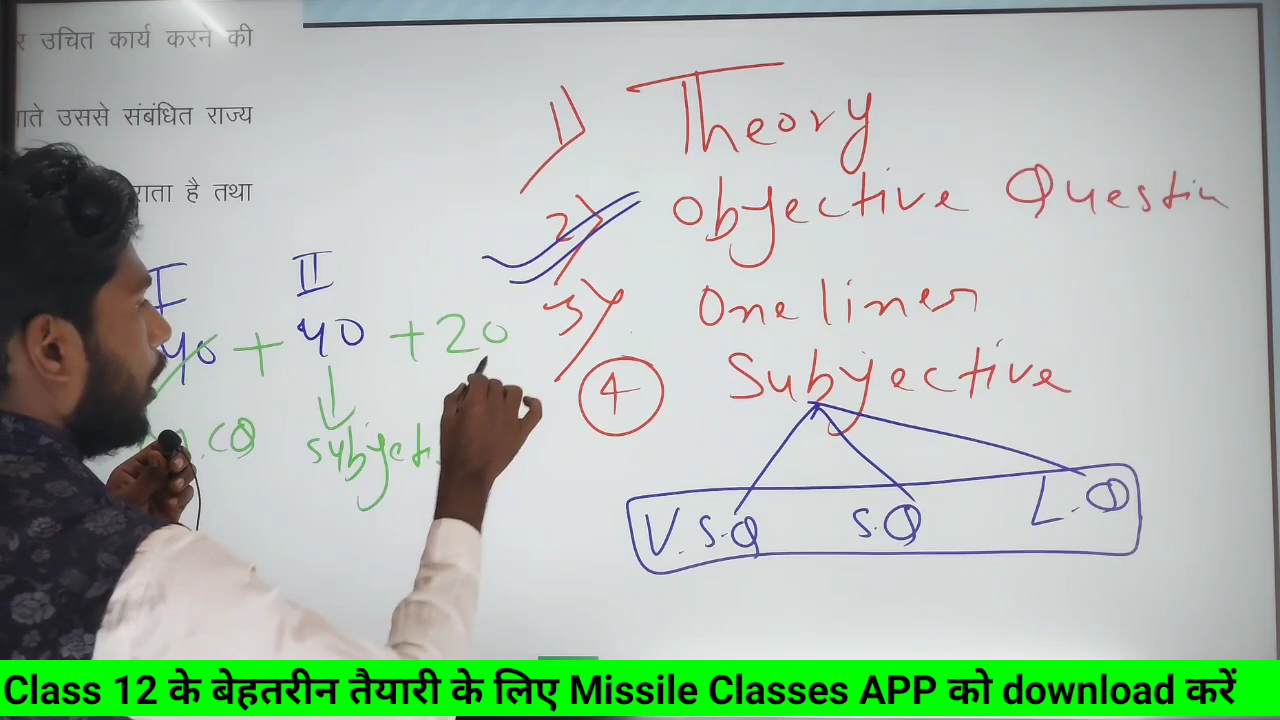 उचित कार्य करने की
उससे संबंधित राज्य
है तथा
1) Theory
2) Objective Questin
3) One liner
4 Subjective
V.S.Q S.Q L.Q
I II
40 + 40 + 20
Class 12 के बेहतरीन तैयारी के लिए Missile Classes APP को download करें